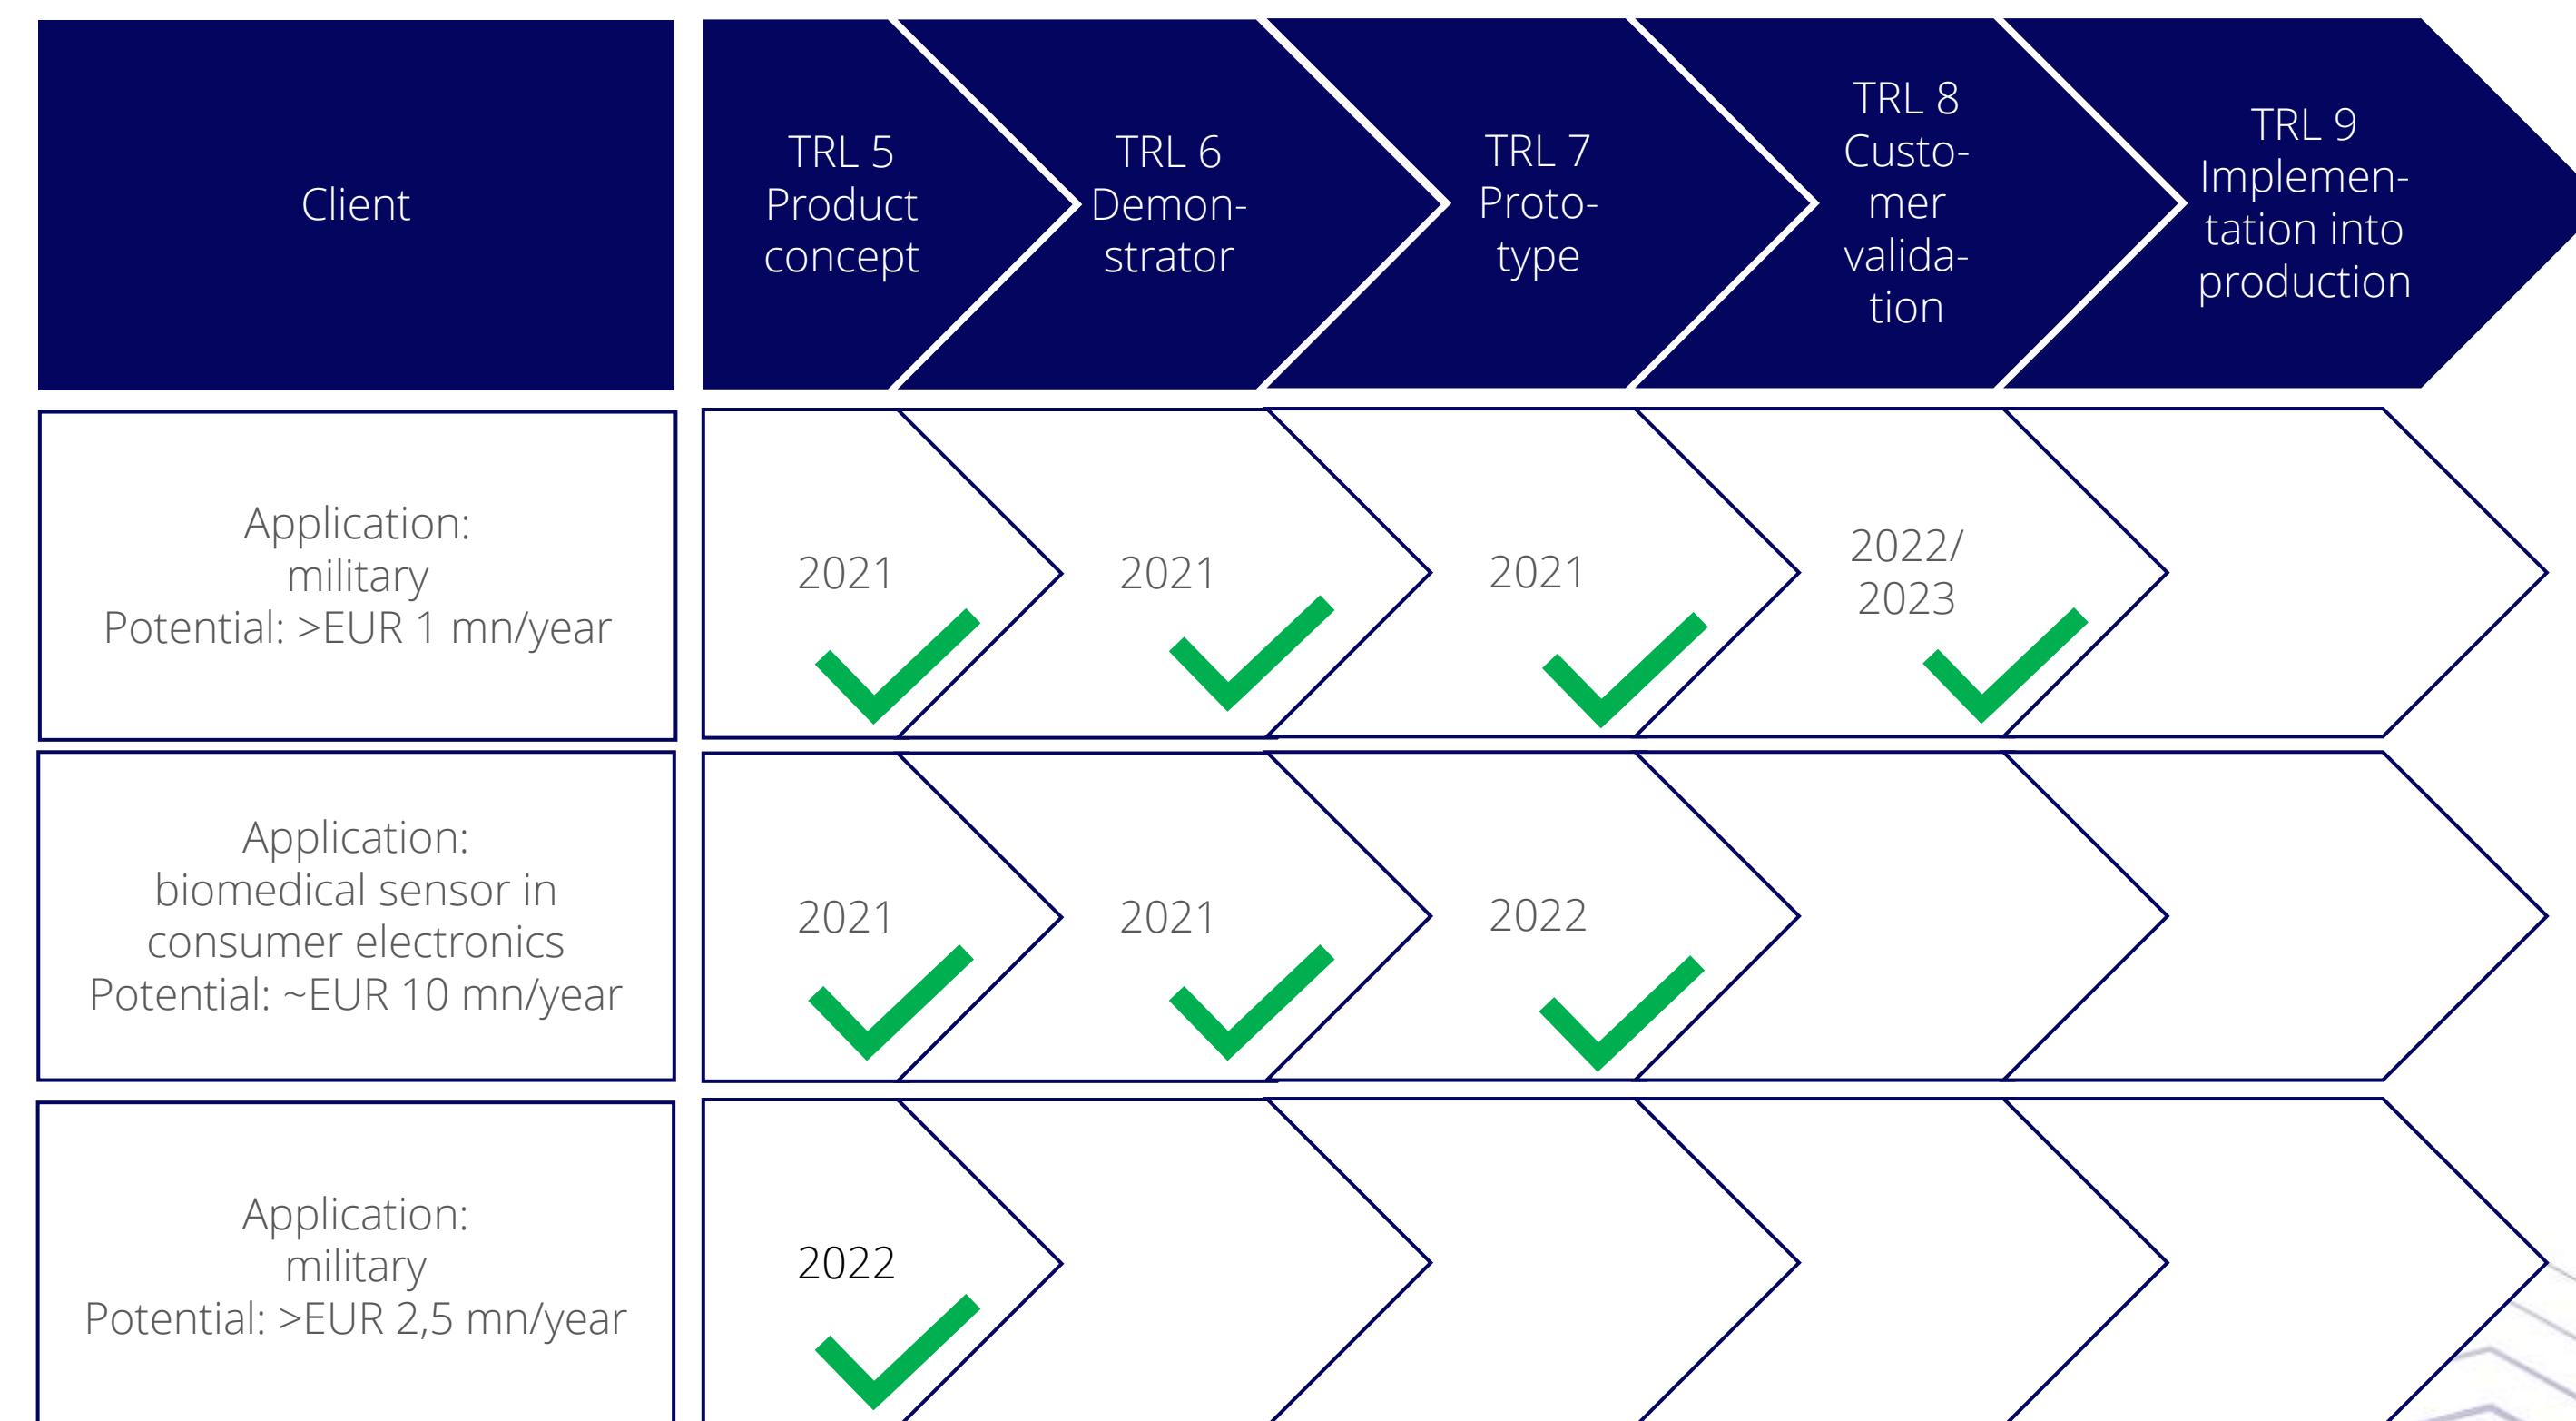 Client
TRL 5
Product
concept
TRL 6
Demon-
strator
TRL 7
Proto-
type
TRL 8
Custo-
mer
valida-
tion
TRL 9
Implemen-
tation into
production
Application:
military
Potential: >EUR 1 mn/year
2021
2021
2021
2022/
2023
Application:
biomedical sensor in
consumer electronics
Potential: ~EUR 10 mn/year
2021
2021
2022
Application:
military
Potential: >EUR 2,5 mn/year
2022